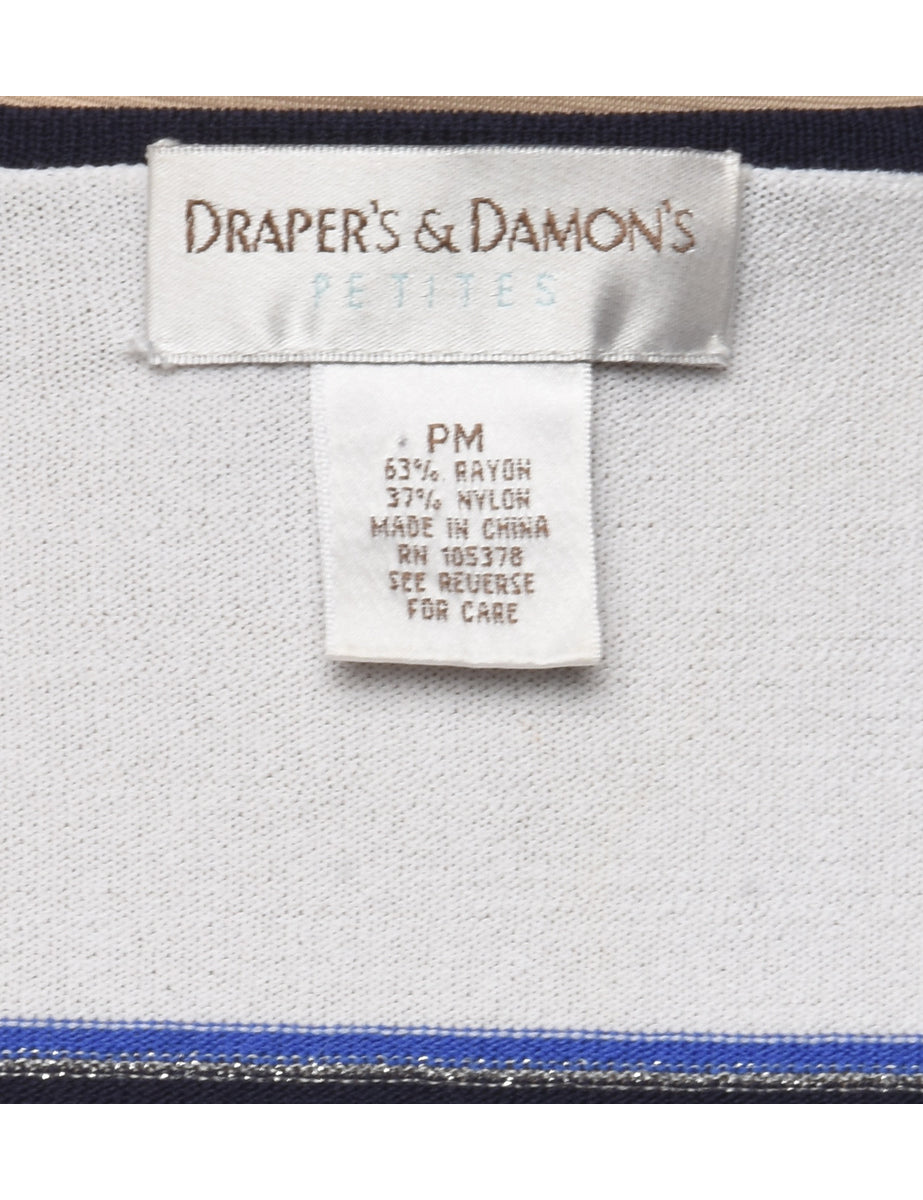 DRAPER'S & DAMON'S
PETITES
PM
63% RAYON
37% NYLON
MADE IN CHINA
RN 105378
SEE REVERSE
FOR CARE